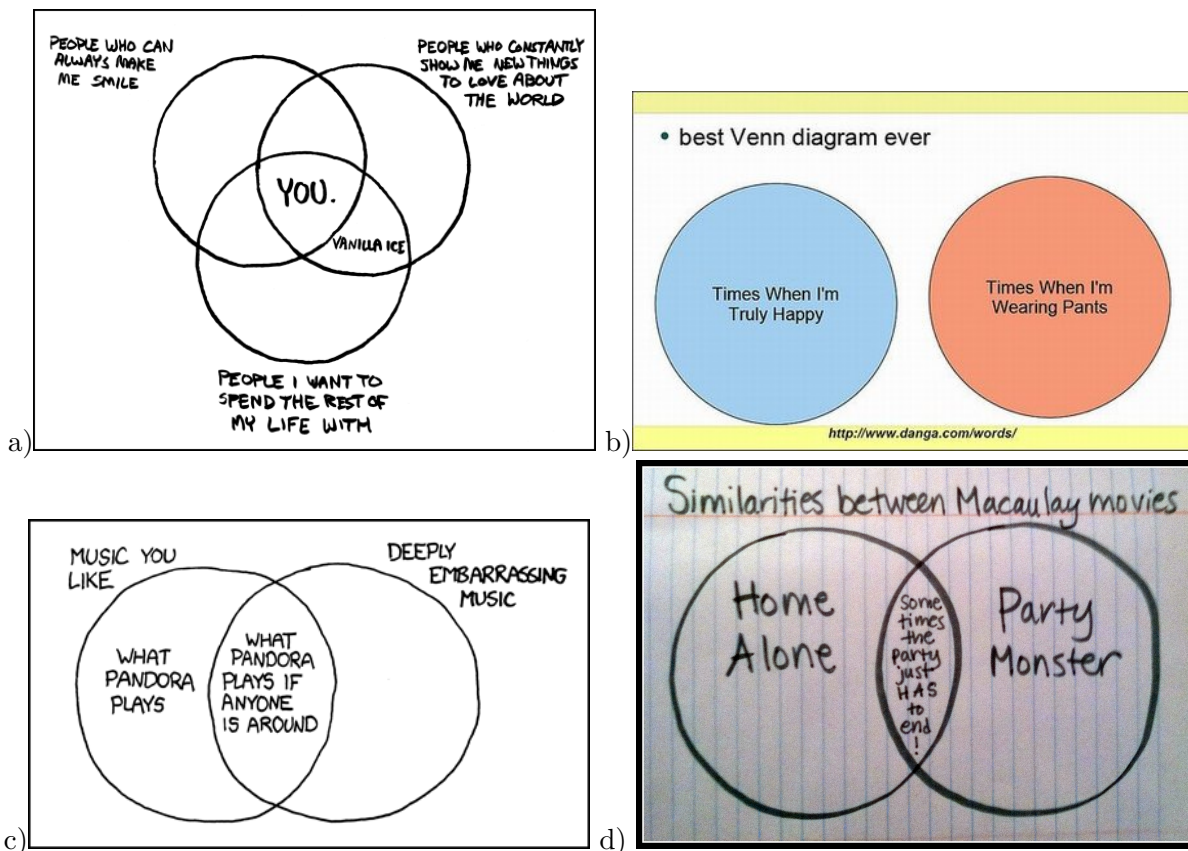 PEOPLE WHO CAN
ALWAYS MAKE
ME SMILE
PEOPLE WHO CONSTANTLY
SHOW ME NEW THINGS
TO LOVE ABOUT
THE WORLD
YOU.
VANILLA ICE
PEOPLE I WANT TO
SPEND THE REST OF
MY LIFE WITH
a)
• best Venn diagram ever
Times When I'm
Truly Happy
Times When I'm
Wearing Pants
http://www.danga.com/words/
b)
MUSIC YOU
LIKE
DEEPLY
EMBARRASSING
MUSIC
WHAT
PANDORA
PLAYS
WHAT
PANDORA
PLAYS IF
ANYONE
IS AROUND
c)
Similarities between Macaulay movies
Home
Alone
Some
times
the
party
just
HAS
to
end
!
Party
Monster
d)